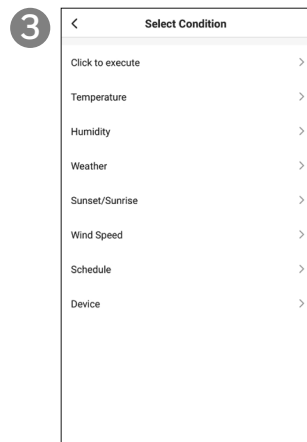 3
Select Condition
Click to execute
Temperature
Humidity
Weather
Sunset/Sunrise
Wind Speed
Schedule
Device